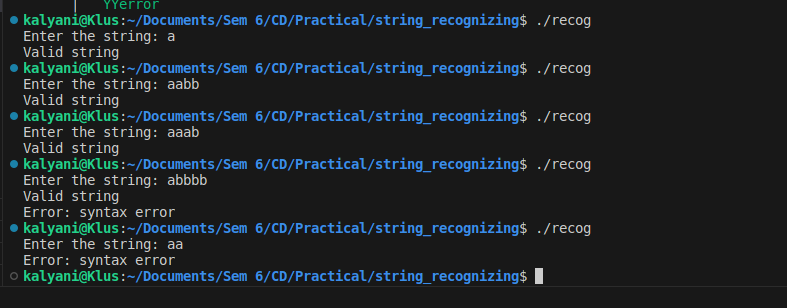 YYerror
kalyani@Klus:~/Documents/Sem 6/CD/Practical/string_recognizing$ ./recog
Enter the string: a
Valid string
kalyani@Klus:~/Documents/Sem 6/CD/Practical/string_recognizing$ ./recog
Enter the string: aabb
Valid string
kalyani@Klus:~/Documents/Sem 6/CD/Practical/string_recognizing$ ./recog
Enter the string: aaab
Valid string
kalyani@Klus:~/Documents/Sem 6/CD/Practical/string_recognizing$ ./recog
Enter the string: abbbb
Valid string
Error: syntax error
kalyani@Klus:~/Documents/Sem 6/CD/Practical/string_recognizing$ ./recog
Enter the string: aa
Error: syntax error
kalyani@Klus:~/Documents/Sem 6/CD/Practical/string_recognizing$